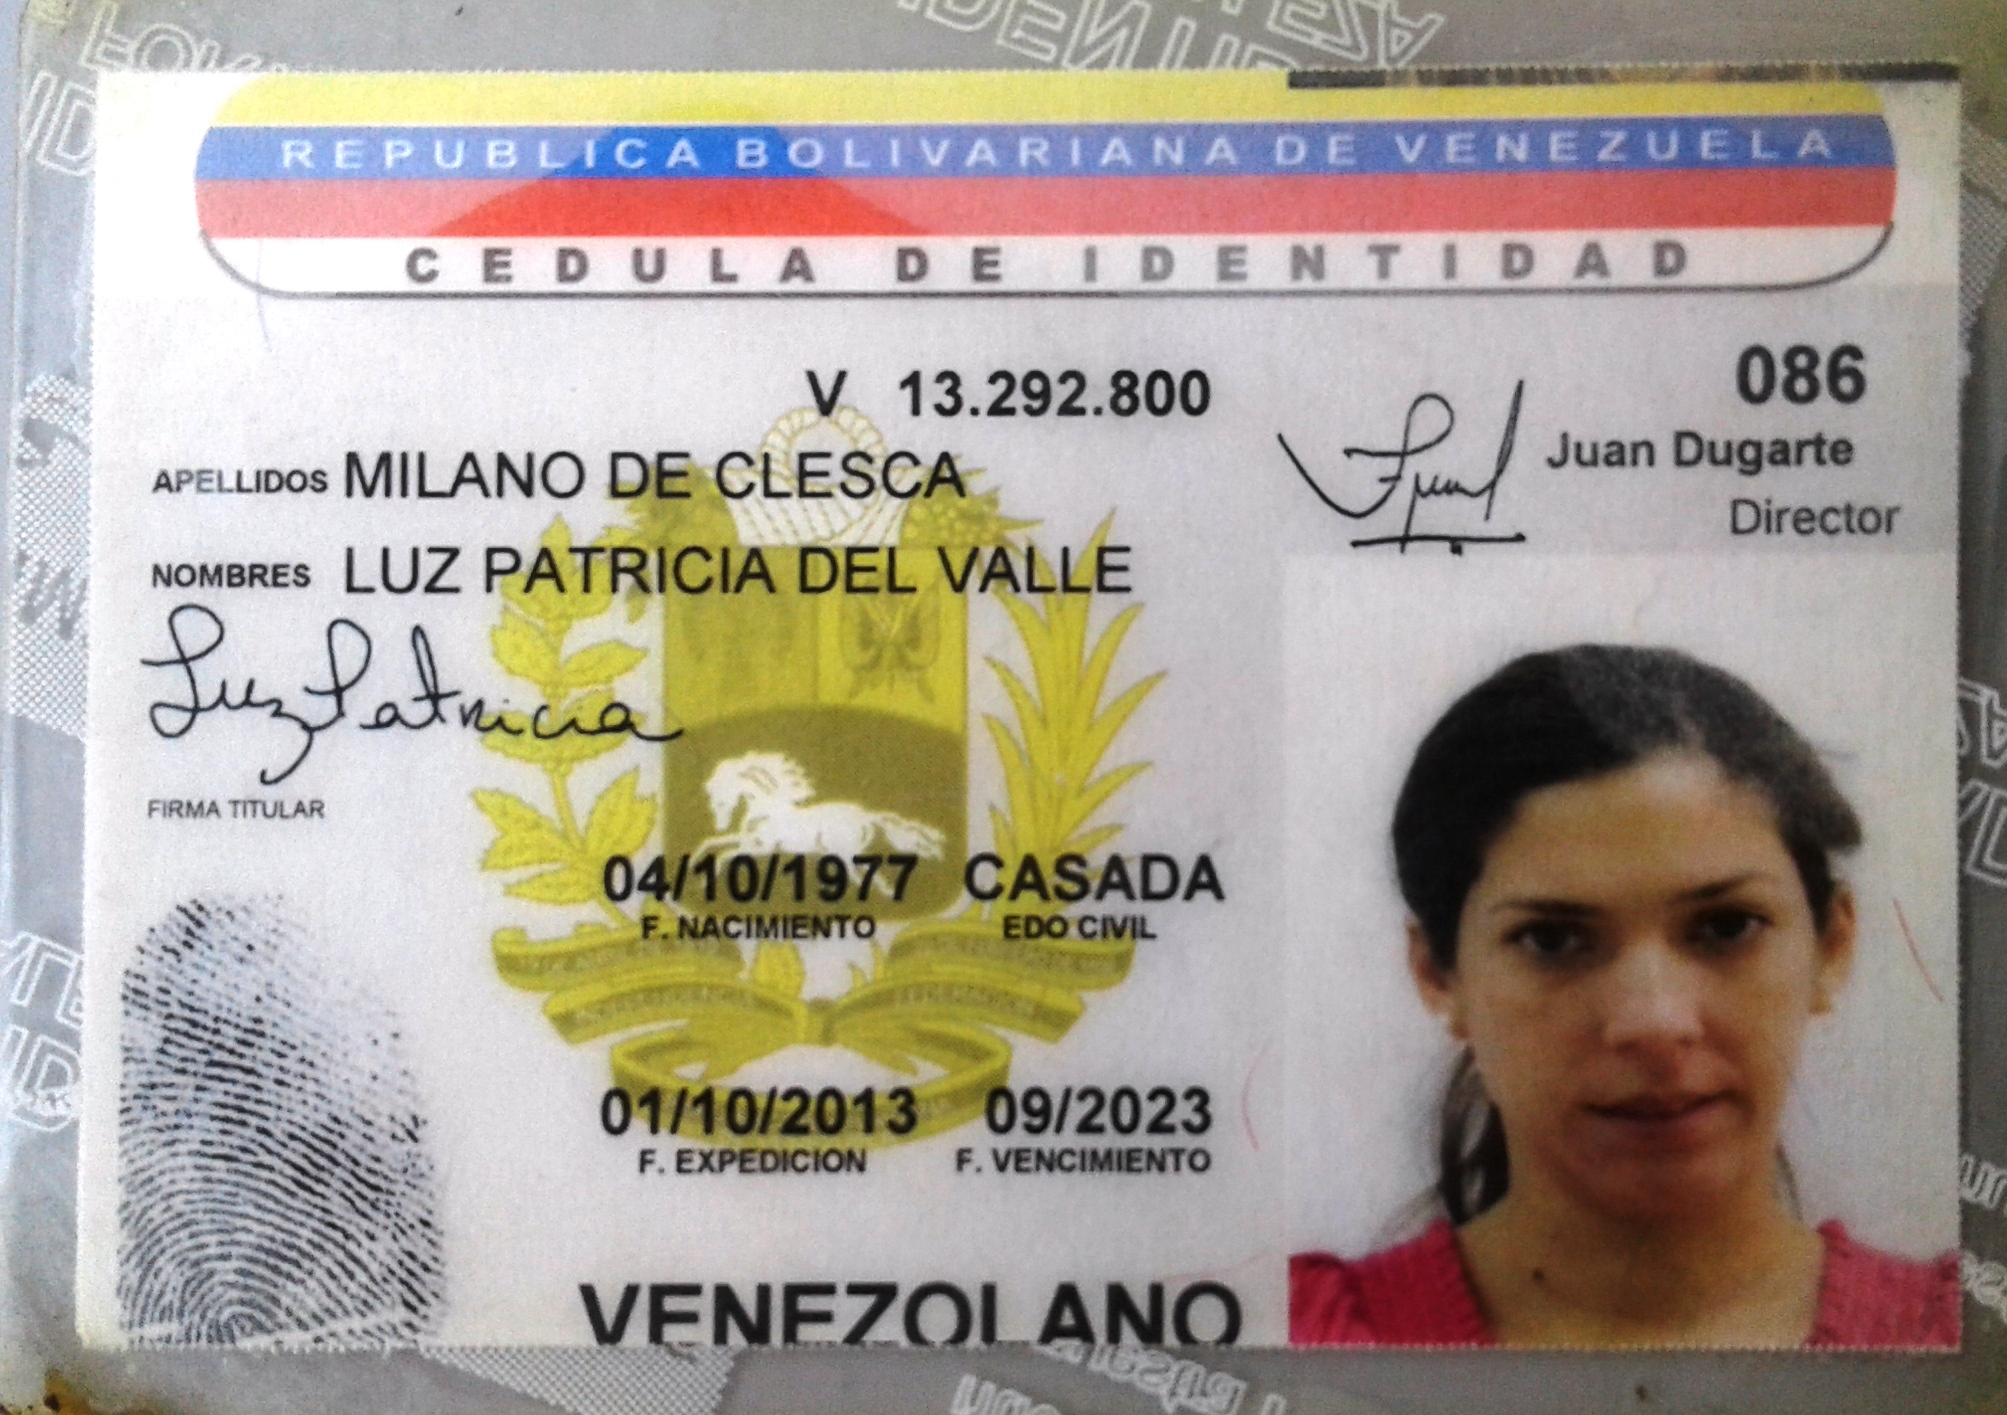 REPUBLICA BOLIVARIANA DE VENEZUELA
CEDULA DE IDENTIDAD
V 13.292.800
086
APELLIDOS MILANO DE CLESCA
Juan Dugarte
Director
NOMBRES LUZ PATRICIA DEL VALLE
Luz Patricia
FIRMA TITULAR
04/10/1977 CASADA
F. NACIMIENTO EDO CIVIL
01/10/2013 09/2023
F. EXPEDICION F. VENCIMIENTO
VENEZOLANO